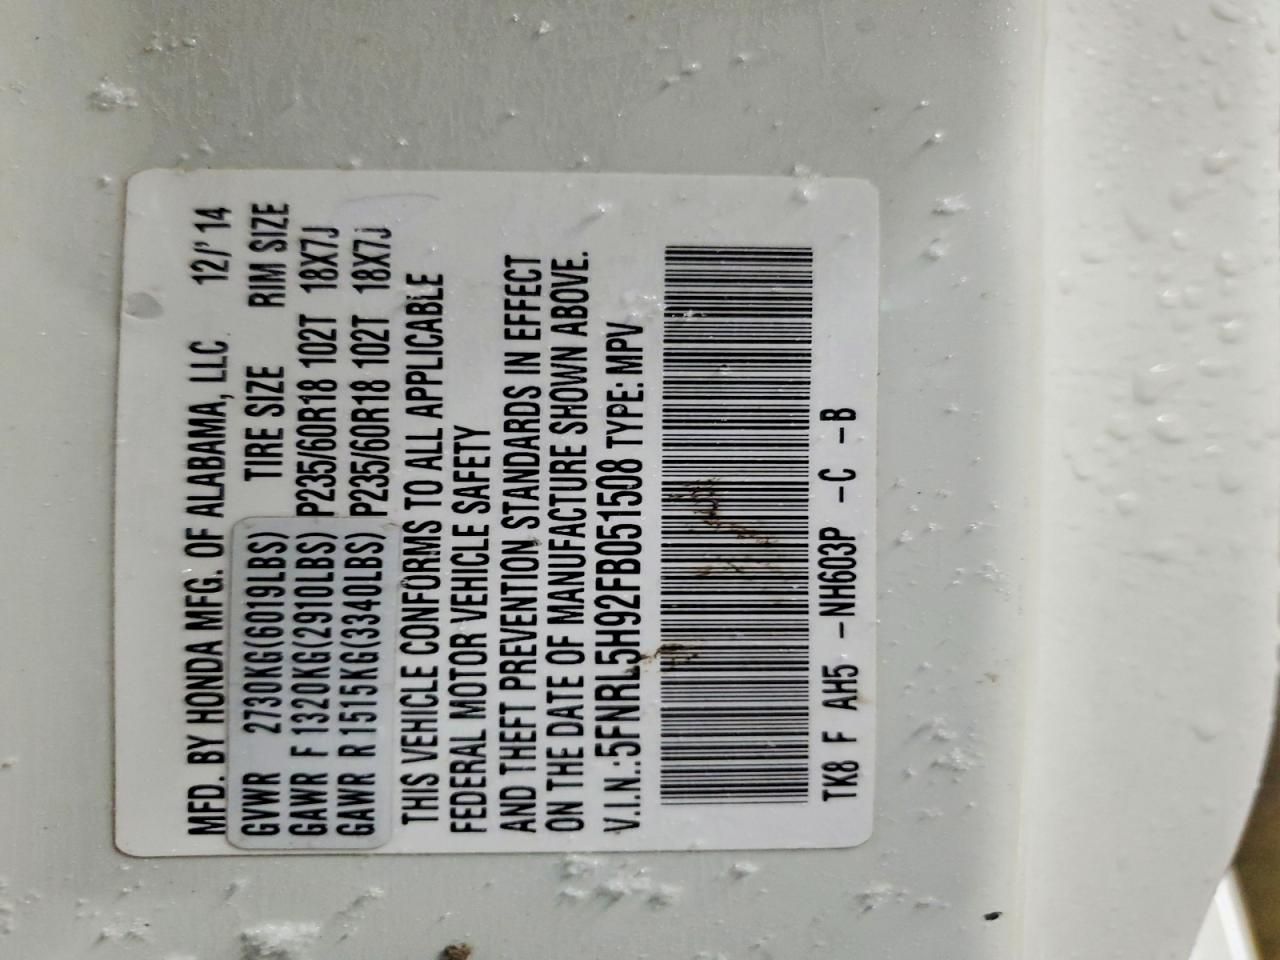 MFD. BY HONDA MFG. OF ALABAMA, LLC 12/' 14
GVWR 2730KG(6019LBS) TIRE SIZE RIM SIZE
GAWR F 1320KG(2910LBS) P235/60R18 102T 18X7J
GAWR R 1515KG(3340LBS) P235/60R18 102T 18X7J
THIS VEHICLE CONFORMS TO ALL APPLICABLE
FEDERAL MOTOR VEHICLE SAFETY
AND THEFT PREVENTION STANDARDS IN EFFECT
ON THE DATE OF MANUFACTURE SHOWN ABOVE.
V.I.N.:5FNRL5H92FB051508 TYPE: MPV
TK8 F AH5 -NH603P -C -B